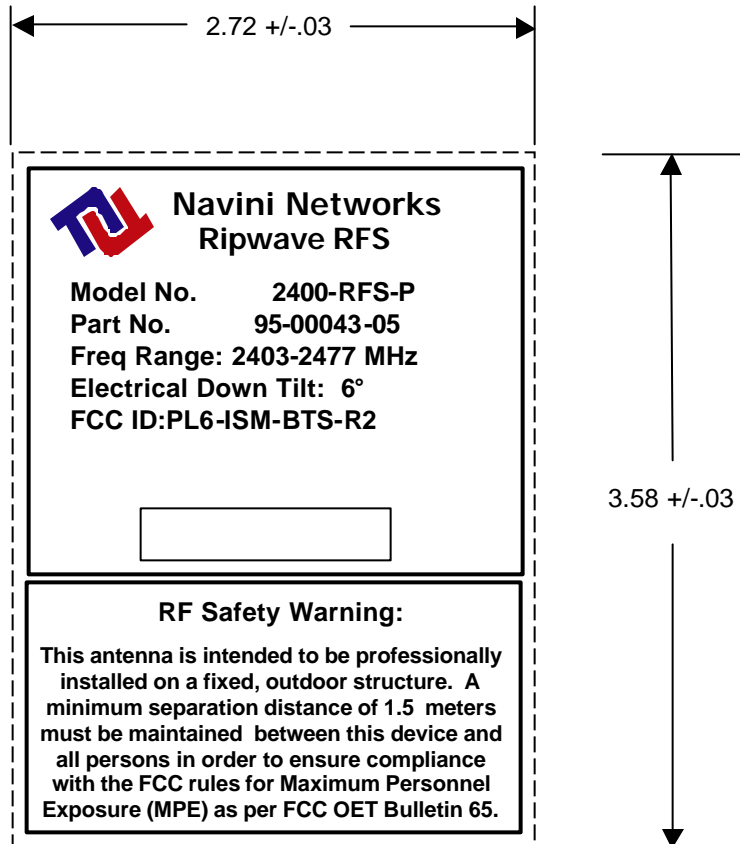 2.72 +/-.03
Navini Networks
Ripwave RFS
Model No. 2400-RFS-P
Part No. 95-00043-05
Freq Range: 2403-2477 MHz
Electrical Down Tilt: 6°
FCC ID:PL6-ISM-BTS-R2
3.58 +/-.03
RF Safety Warning:
This antenna is intended to be professionally
installed on a fixed, outdoor structure. A
minimum separation distance of 1.5 meters
must be maintained between this device and
all persons in order to ensure compliance
with the FCC rules for Maximum Personnel
Exposure (MPE) as per FCC OET Bulletin 65.